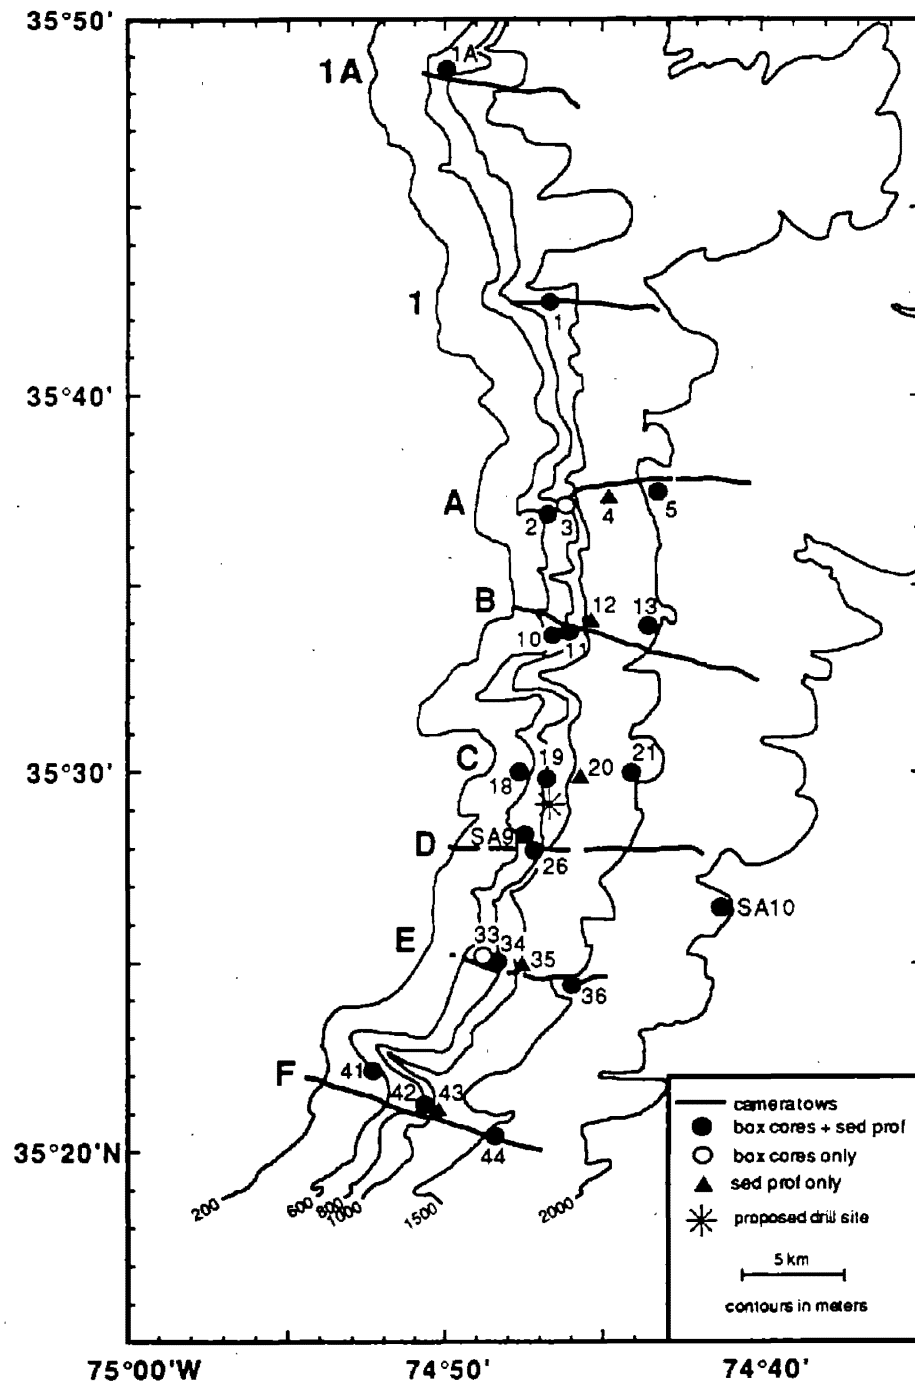 35°50'
1A
1A
1
1
35°40'
A
2
3
4
5
B
12
13
10
11
C
19
20
21
35°30'
18
SA9
D
26
SA10
E
33
34
35
36
F
41
42
43
44
35°20'N
200
600
800
1000
1500
2000
cameratows
box cores + sed prof
box cores only
sed prof only
proposed drill site
5 km
contours in meters
75°00'W
74°50'
74°40'